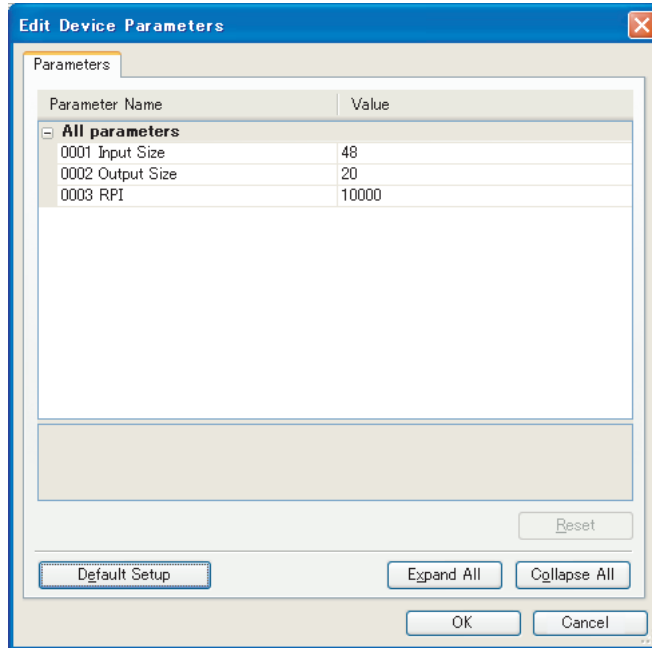 Edit Device Parameters
Parameters
Parameter Name Value
All parameters
0001 Input Size 48
0002 Output Size 20
0003 RPI 10000
Reset
Default Setup Expand All Collapse All
OK Cancel